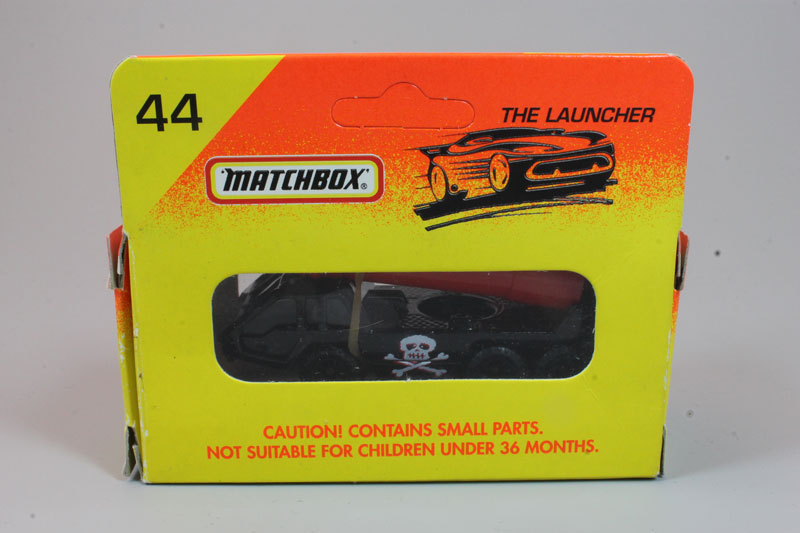 44
THE LAUNCHER
MATCHBOX®
CAUTION! CONTAINS SMALL PARTS.
NOT SUITABLE FOR CHILDREN UNDER 36 MONTHS.